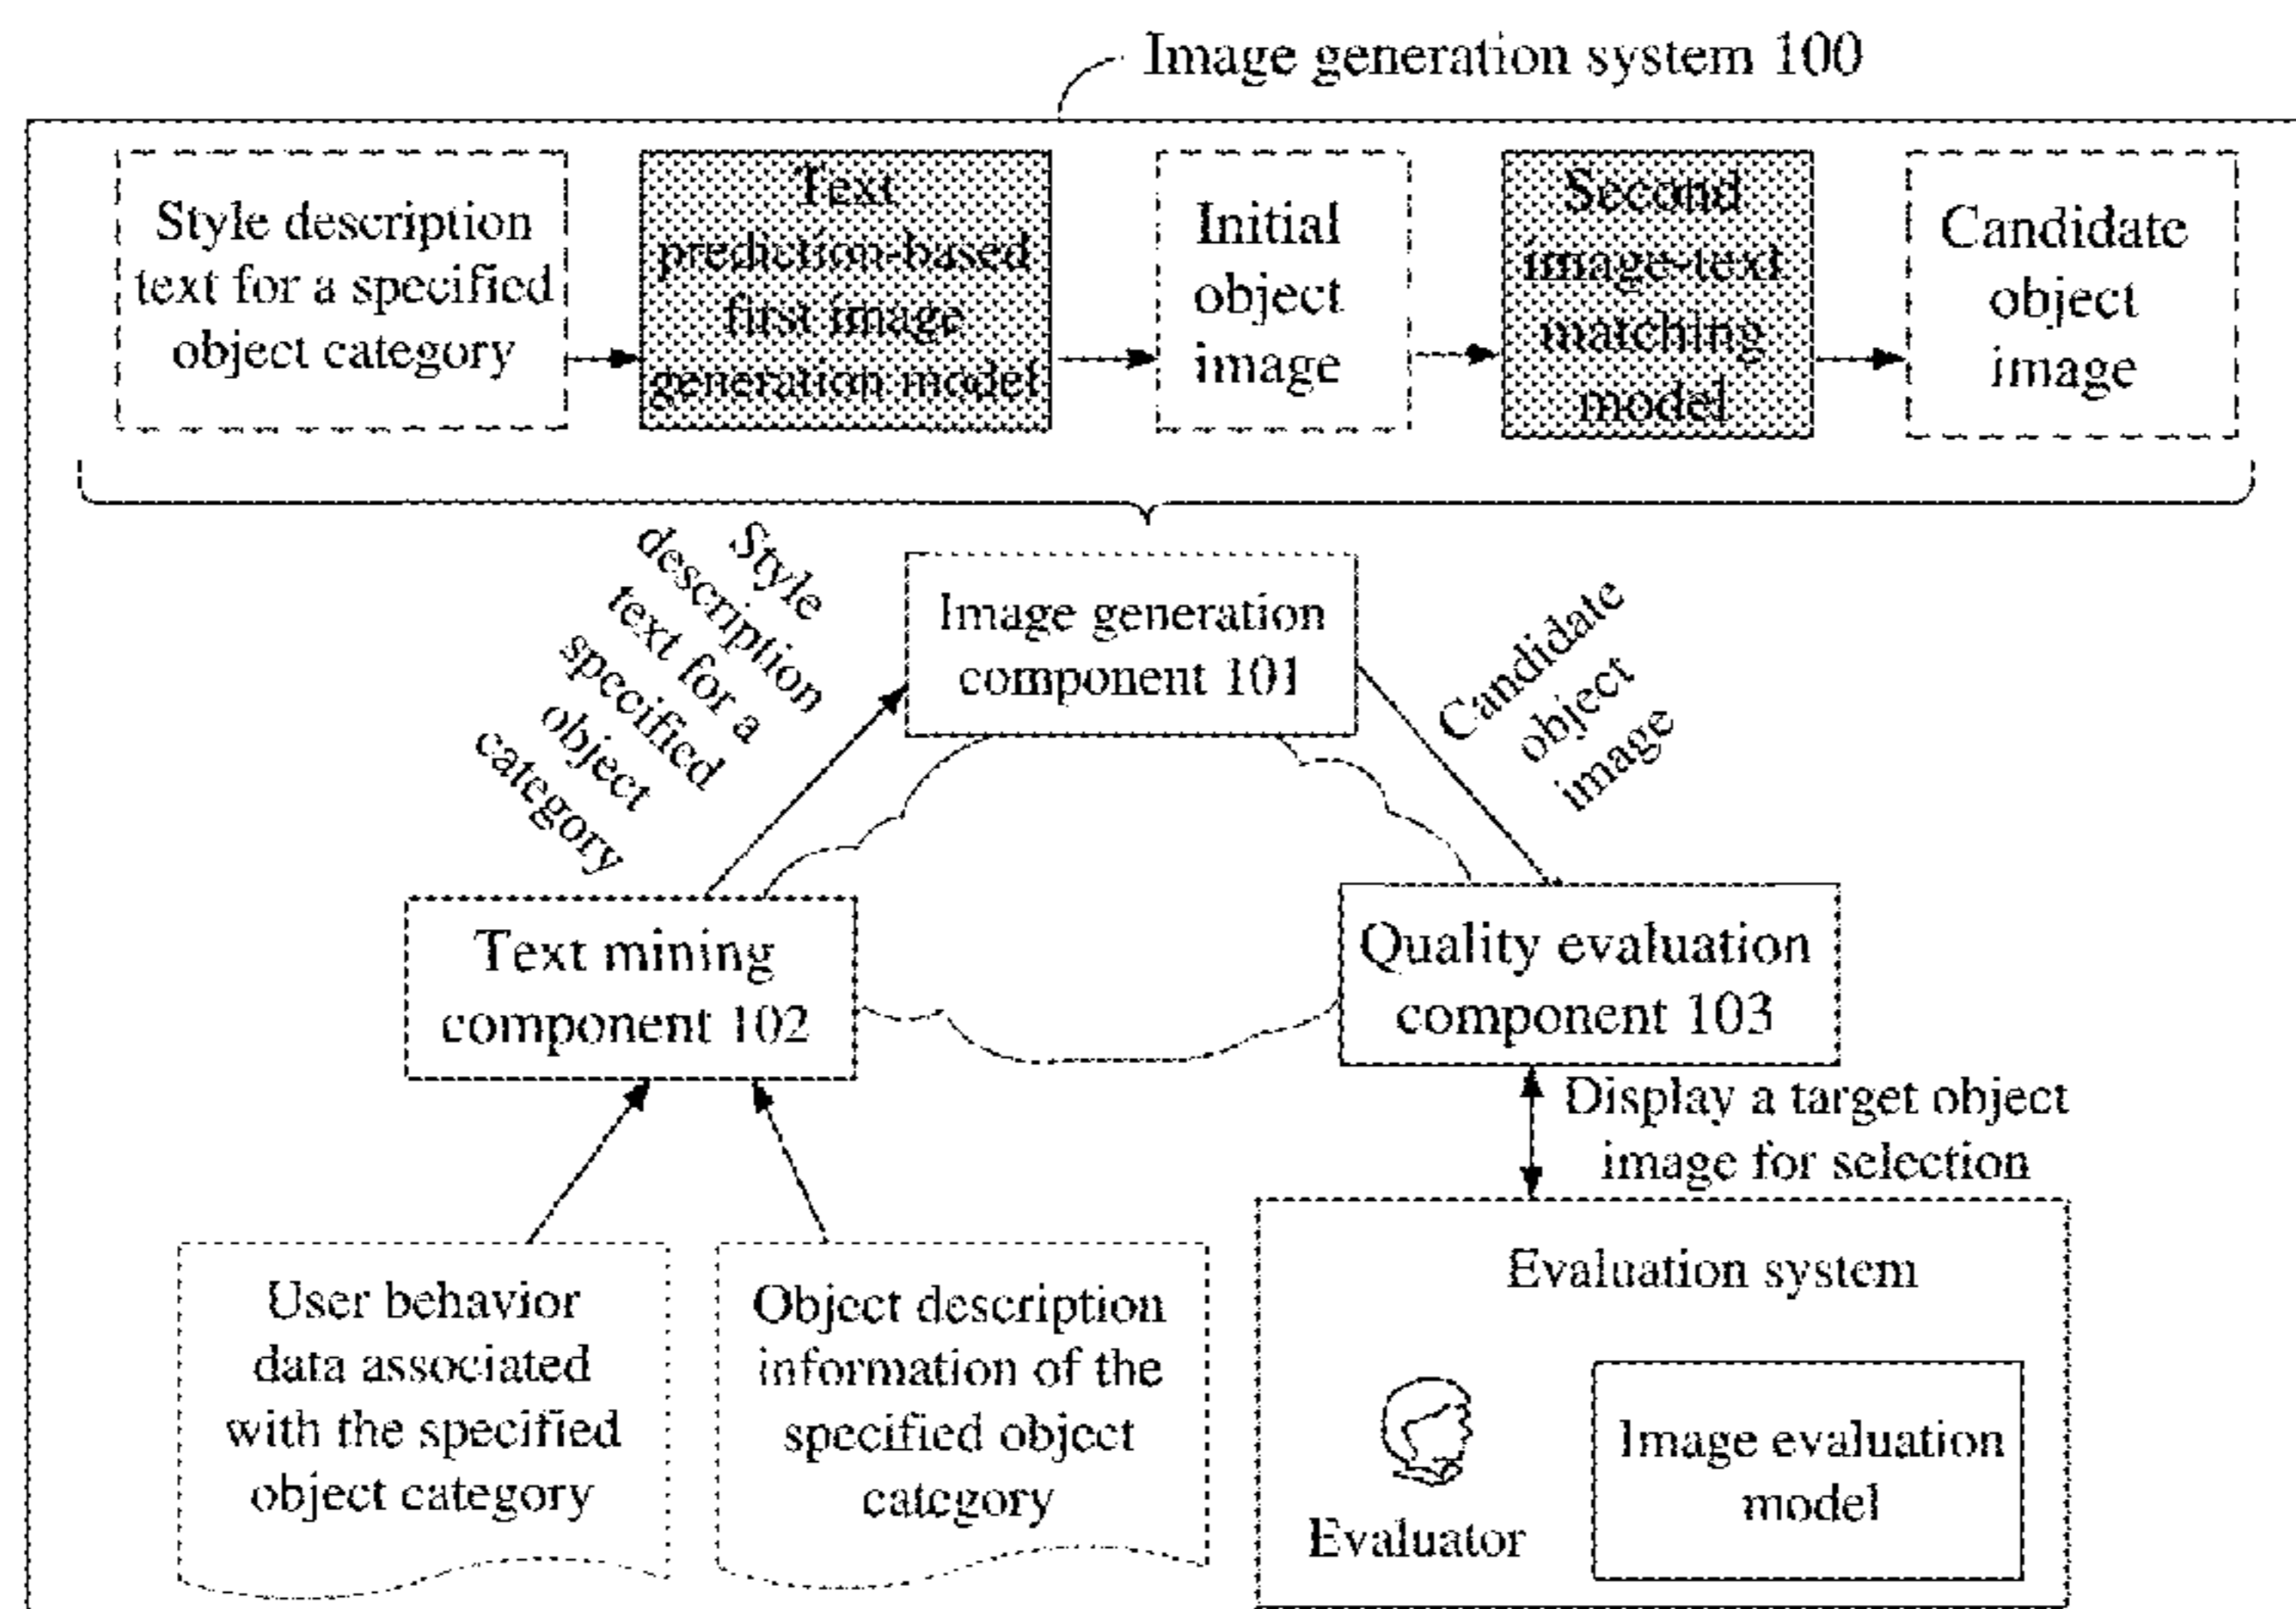 Image generation system 100
Style description
text for a specified
object category
Text
prediction-based
first image
generation model
Initial
object
image
Second
image-text
matching
model
Candidate
object
image
Style
description
text for a
specified
object
category
Image generation
component 101
Candidate
object
image
Text mining
component 102
Quality evaluation
component 103
Display a target object
image for selection
User behavior
data associated
with the specified
object category
Object description
information of the
specified object
category
Evaluation system
Evaluator
Image evaluation
model